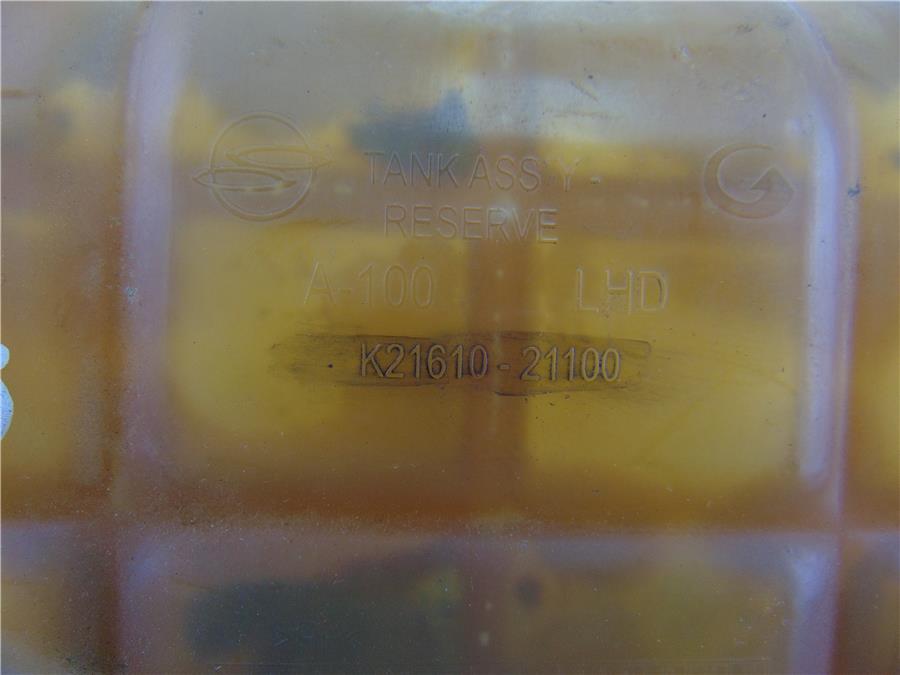 TANK ASS'Y
RESERVE
A-100 LHD
K21610-21100